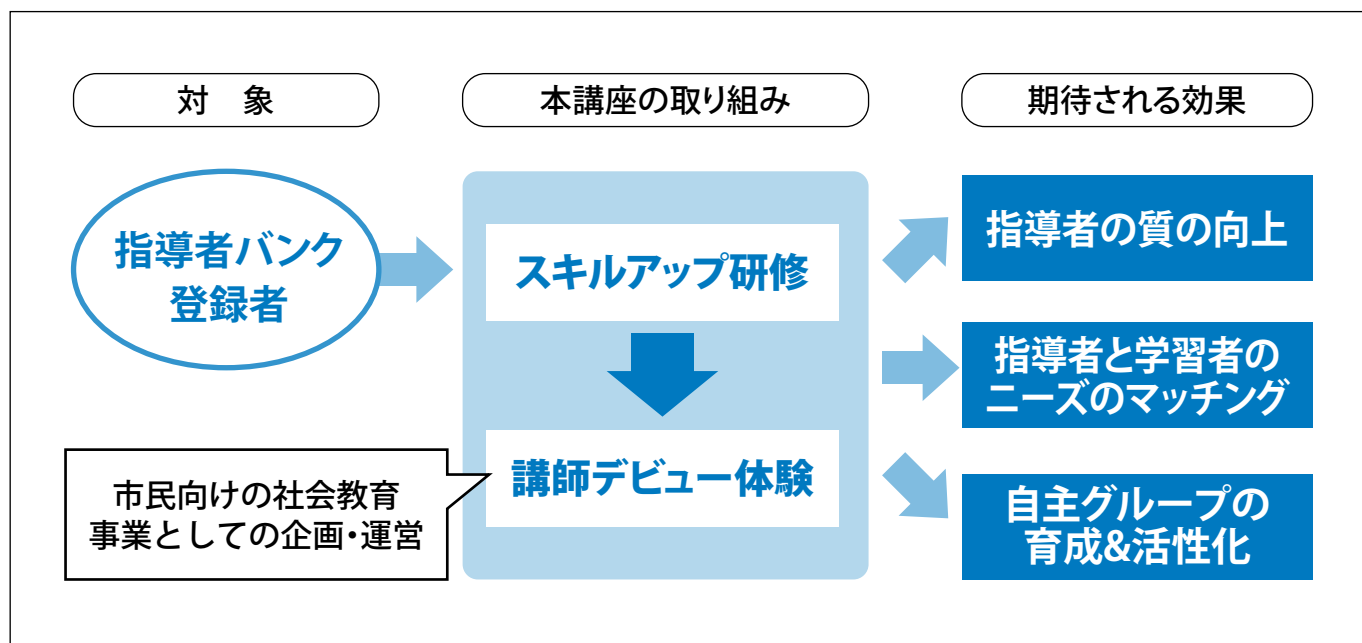 対　象
本講座の取り組み
期待される効果
指導者バンク
登録者
スキルアップ研修
講師デビュー体験
市民向けの社会教育
事業としての企画・運営
指導者の質の向上
指導者と学習者の
ニーズのマッチング
自主グループの
育成&活性化